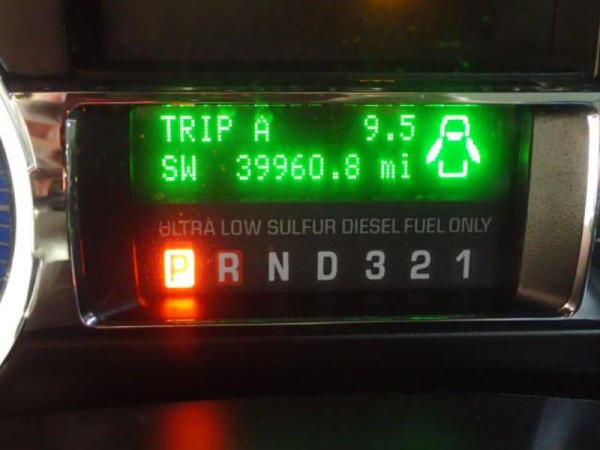 TRIP A 9.5
SW 39960.8 mi
ULTRA LOW SULFUR DIESEL FUEL ONLY
P R N D 3 2 1